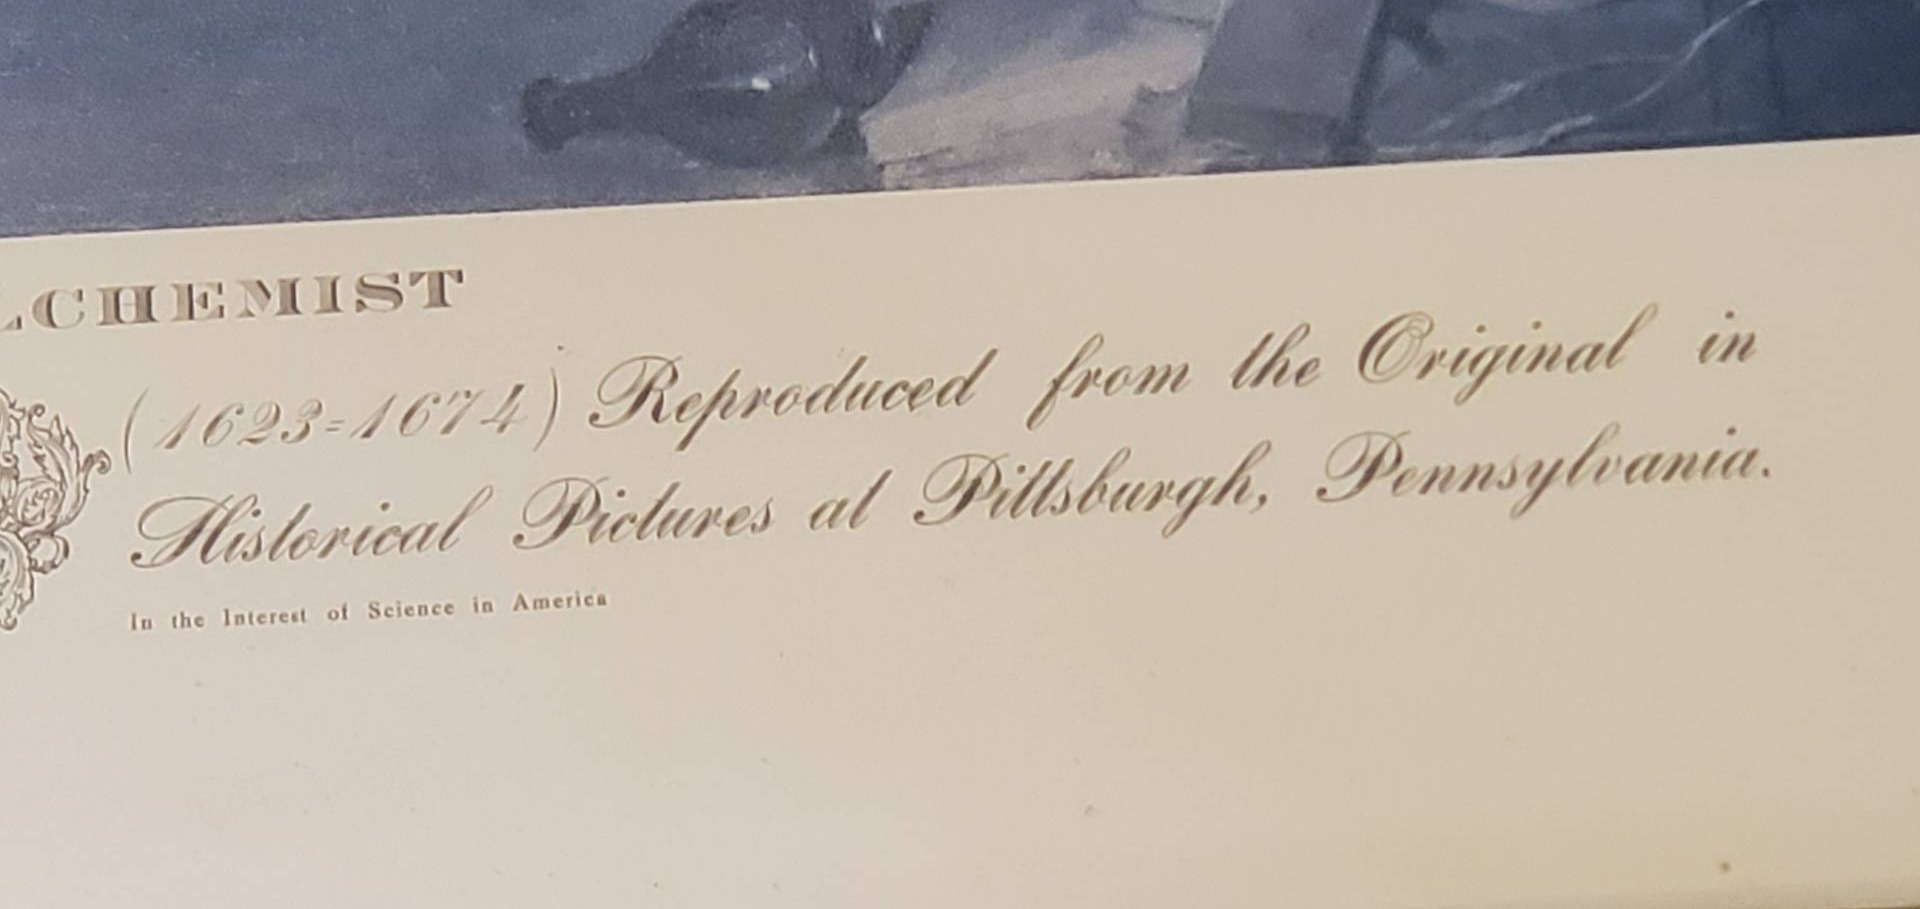 LCHEMIST
(1623-1674) Reproduced from the Original in
Historical Pictures at Pittsburgh, Pennsylvania.
In the Interest of Science in America